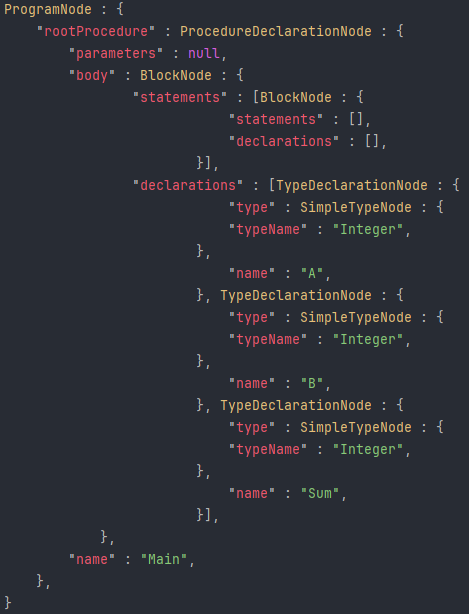 ProgramNode : {
    "rootProcedure" : ProcedureDeclarationNode : {
        "parameters" : null,
        "body" : BlockNode : {
                "statements" : [BlockNode : {
                            "statements" : [],
                            "declarations" : [],
                        }],
                "declarations" : [TypeDeclarationNode : {
                            "type" : SimpleTypeNode : {
                            "typeName" : "Integer",
                        },
                            "name" : "A",
                        }, TypeDeclarationNode : {
                            "type" : SimpleTypeNode : {
                            "typeName" : "Integer",
                        },
                            "name" : "B",
                        }, TypeDeclarationNode : {
                            "type" : SimpleTypeNode : {
                            "typeName" : "Integer",
                        },
                            "name" : "Sum",
                        }],
            },
        "name" : "Main",
    },
}